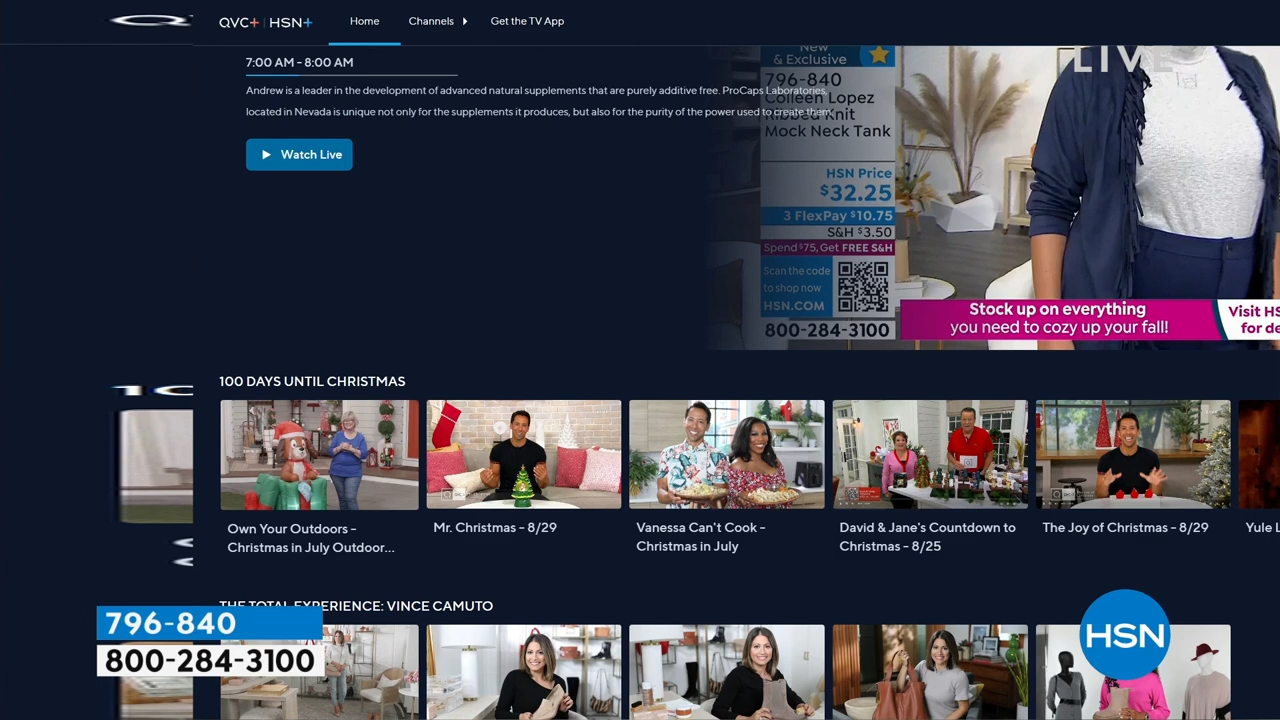 QVC+ | HSN+
Home
Channels
Get the TV App
7:00 AM - 8:00 AM
Andrew is a leader in the development of advanced natural supplements that are purely additive free. ProCaps Laboratories,
located in Nevada is unique not only for the supplements it produces, but also for the purity of the power used to create them.
Watch Live
LIVE
New
& Exclusive
796-840
Colleen Lopez
Ribbed Knit
Mock Neck Tank
HSN Price
$32.25
3 FlexPay $10.75
S&H $3.50
Spend $75, Get FREE S&H
Scan the code
to shop now
HSN.COM
800-284-3100
Stock up on everything
you need to cozy up your fall!
Visit HS
for de
100 DAYS UNTIL CHRISTMAS
Own Your Outdoors -
Christmas in July Outdoor...
Mr. Christmas - 8/29
Vanessa Can't Cook -
Christmas in July
David & Jane's Countdown to
Christmas - 8/25
The Joy of Christmas - 8/29
Yule L
THE TOTAL EXPERIENCE: VINCE CAMUTO
796-840
800-284-3100
HSN